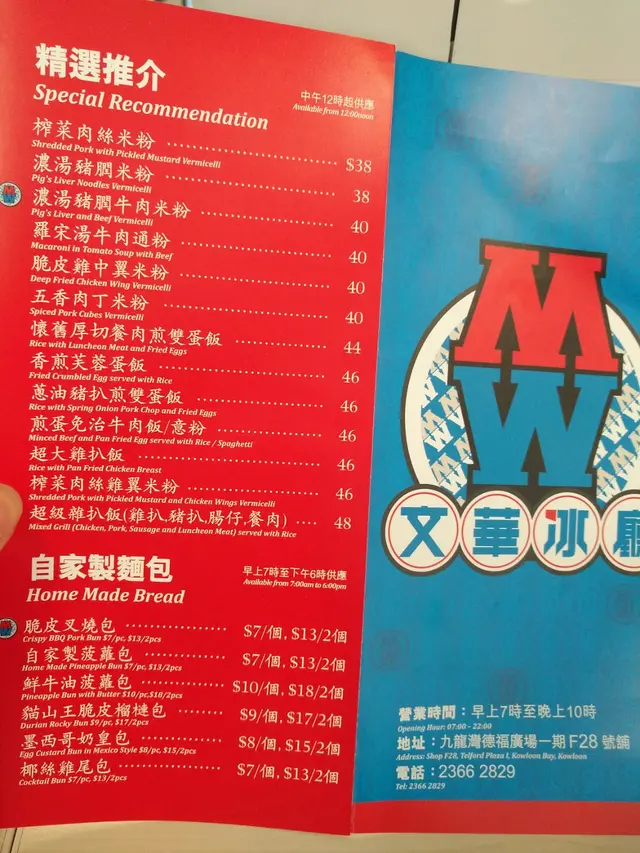 精選推介
Special Recommendation
中午12時起供應
Available from 12:00noon
榨菜肉絲米粉 $38
Shredded Pork with Pickled Mustard Vermicelli
濃湯豬膶米粉 38
Pig's Liver Noodles Vermicelli
濃湯豬膶牛肉米粉 40
Pig's Liver and Beef Vermicelli
羅宋湯牛肉通粉 40
Macaroni in Tomato Soup with Beef
脆皮雞中翼米粉 40
Deep Fried Chicken Wing Vermicelli
五香肉丁米粉 40
Spiced Pork Cubes Vermicelli
懷舊厚切餐肉煎雙蛋飯 44
Rice with Luncheon Meat and Fried Eggs
香煎芙蓉蛋飯 46
Fried Crumbled Egg served with Rice
蔥油豬扒煎雙蛋飯 46
Rice with Spring Onion Pork Chop and Fried Eggs
煎蛋免治牛肉飯/意粉 46
Minced Beef and Pan Fried Egg served with Rice / Spaghetti
超大雞扒飯 46
Rice with Pan Fried Chicken Breast
榨菜肉絲雞翼米粉 46
Shredded Pork with Pickled Mustard and Chicken Wings Vermicelli
超級雜扒飯(雞扒,豬扒,腸仔,餐肉) 48
Mixed Grill (Chicken, Pork, Sausage and Luncheon Meat) served with Rice
自家製麵包
Home Made Bread
早上7時至下午6時供應
Available from 7:00am to 6:00pm
脆皮叉燒包 $7/個, $13/2個
Crispy BBQ Pork Bun $7/pc, $13/2pcs
自家製菠蘿包 $7/個, $13/2個
Home Made Pineapple Bun $7/pc, $13/2pcs
鮮牛油菠蘿包 $10/個, $18/2個
Pineapple Bun with Butter $10/pc,$18/2pcs
貓山王脆皮榴槤包 $9/個, $17/2個
Durian Rocky Bun $9/pc, $17/2pcs
墨西哥奶皇包 $8/個, $15/2個
Egg Custard Bun in Mexico Style $8/pc, $15/2pcs
椰絲雞尾包 $7/個, $13/2個
Cocktail Bun $7/pc, $13/2pcs
MW
文華冰廳
營業時間：早上7時至晚上10時
Opening Hour: 07:00 - 22:00
地址：九龍灣德福廣場一期 F28 號舖
Address: Shop F28, Telford Plaza I, Kowloon Bay, Kowloon
電話：2366 2829
Tel: 2366 2829